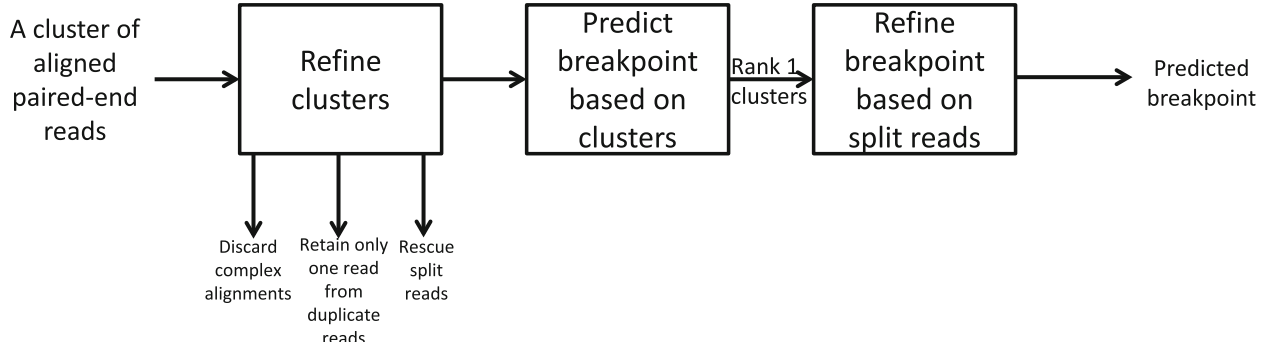 A cluster of
aligned
paired-end
reads
Refine
clusters
Predict
breakpoint
based on
clusters
Rank 1
clusters
Refine
breakpoint
based on
split reads
Predicted
breakpoint
Discard
complex
alignments
Retain only
one read
from
duplicate
reads
Rescue
split
reads